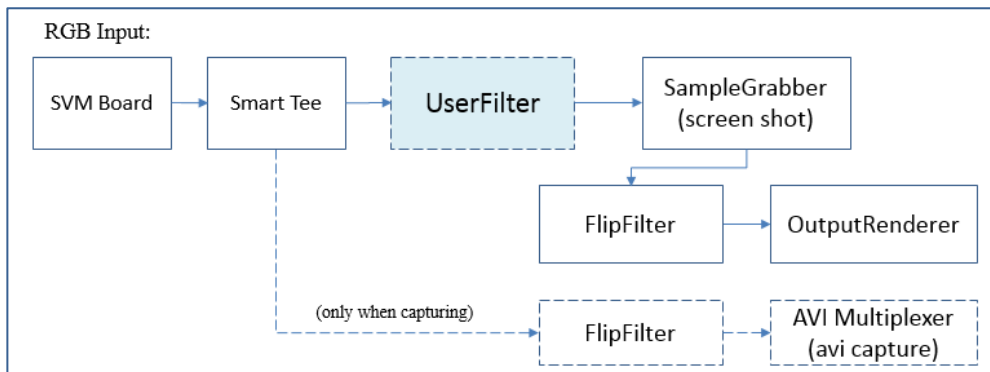 RGB Input:
SVM Board
Smart Tee
UserFilter
SampleGrabber
(screen shot)
FlipFilter
OutputRenderer
(only when capturing)
FlipFilter
AVI Multiplexer
(avi capture)